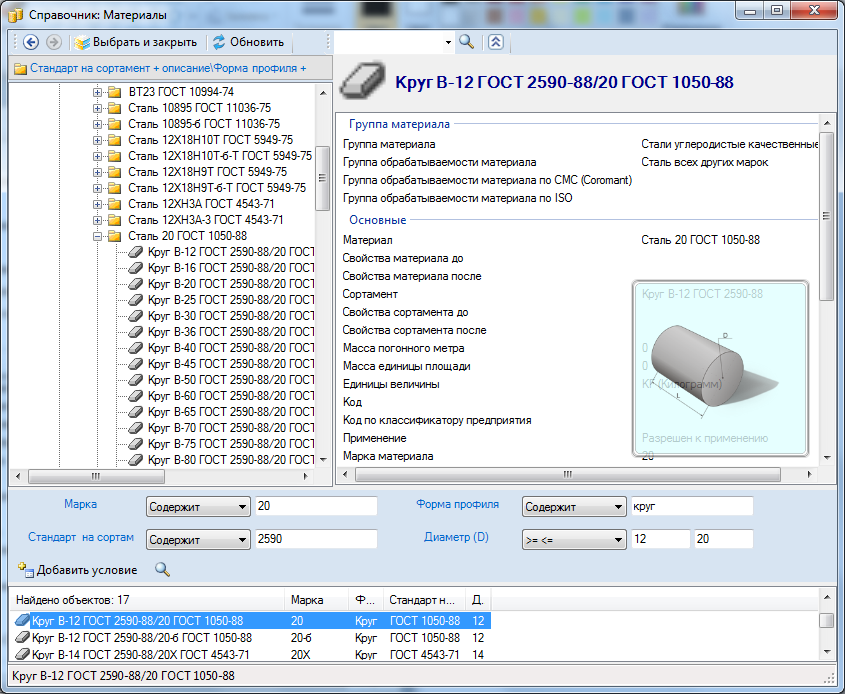 Справочник: Материалы
Выбрать и закрыть Обновить
Стандарт на сортамент + описание\Форма профиля +
ВТ23 ГОСТ 10994-74
Сталь 10895 ГОСТ 11036-75
Сталь 10895-б ГОСТ 11036-75
Сталь 12Х18Н10Т ГОСТ 5949-75
Сталь 12Х18Н10Т-б-Т ГОСТ 5949-75
Сталь 12Х18Н9Т ГОСТ 5949-75
Сталь 12Х18Н9Т-б-Т ГОСТ 5949-75
Сталь 12ХН3А ГОСТ 4543-71
Сталь 12ХН3А-3 ГОСТ 4543-71
Сталь 20 ГОСТ 1050-88
Круг В-12 ГОСТ 2590-88/20 ГОСТ
Круг В-16 ГОСТ 2590-88/20 ГОСТ
Круг В-20 ГОСТ 2590-88/20 ГОСТ
Круг В-25 ГОСТ 2590-88/20 ГОСТ
Круг В-30 ГОСТ 2590-88/20 ГОСТ
Круг В-36 ГОСТ 2590-88/20 ГОСТ
Круг В-40 ГОСТ 2590-88/20 ГОСТ
Круг В-45 ГОСТ 2590-88/20 ГОСТ
Круг В-50 ГОСТ 2590-88/20 ГОСТ
Круг В-60 ГОСТ 2590-88/20 ГОСТ
Круг В-65 ГОСТ 2590-88/20 ГОСТ
Круг В-70 ГОСТ 2590-88/20 ГОСТ
Круг В-75 ГОСТ 2590-88/20 ГОСТ
Круг В-80 ГОСТ 2590-88/20 ГОСТ
Круг В-12 ГОСТ 2590-88/20 ГОСТ 1050-88
Группа материала
Группа материала Стали углеродистые качественные
Группа обрабатываемости материала Сталь всех других марок
Группа обрабатываемости материала по СМС (Coromant)
Группа обрабатываемости материала по ISO
Основные
Материал Сталь 20 ГОСТ 1050-88
Свойства материала до
Свойства материала после
Сортамент Круг В-12 ГОСТ 2590-88
Свойства сортамента до
Свойства сортамента после
Масса погонного метра 0
Масса единицы площади 0
Единицы величины КГ (Килограмм)
Код
Код по классификатору предприятия
Применение Разрешен к применению
Марка материала 20
D
L
Марка Содержит 20 Форма профиля Содержит круг
Стандарт на сортам Содержит 2590 Диаметр (D) >= <= 12 20
Добавить условие
Найдено объектов: 17 Марка Ф... Стандарт н... Д.
Круг В-12 ГОСТ 2590-88/20 ГОСТ 1050-88 20 Круг ГОСТ 1050-88 12
Круг В-12 ГОСТ 2590-88/20-б ГОСТ 1050-88 20-б Круг ГОСТ 1050-88 12
Круг В-14 ГОСТ 2590-88/20Х ГОСТ 4543-71 20Х Круг ГОСТ 4543-71 14
Круг В-12 ГОСТ 2590-88/20 ГОСТ 1050-88